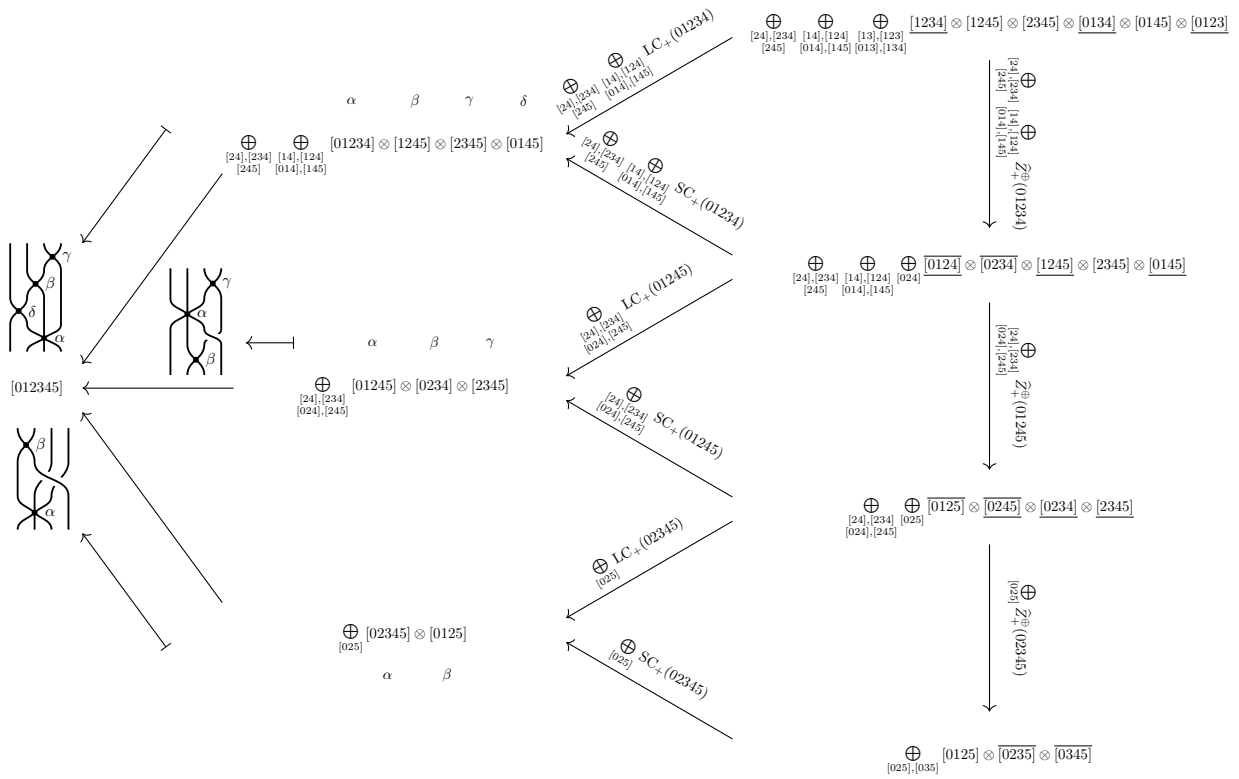 ⊕[24],[234][245] ⊕[14],[124][014],[145] ⊕[13],[123][013],[134] [1234] ⊗ [1245] ⊗ [2345] ⊗ [0134] ⊗ [0145] ⊗ [0123]
⊕[24],[234][245] ⊕[14],[124][014],[145] LC₊(01234)
⊕[24],[234][245] ⊕[14],[124][014],[145] Ẑ₊^⊕(01234)
α β γ δ
⊕[24],[234][245] ⊕[14],[124][014],[145] [01234] ⊗ [1245] ⊗ [2345] ⊗ [0145]
⊕[24],[234][245] ⊕[14],[124][014],[145] SC₊(01234)
γ
β
δ
α
⊕[24],[234][245] ⊕[14],[124][014],[145] ⊕[024] [0124] ⊗ [0234] ⊗ [1245] ⊗ [2345] ⊗ [0145]
γ
α
β
⊕[24],[234][024],[245] LC₊(01245)
⊕[24],[234][024],[245] Ẑ₊^⊕(01245)
α β γ
[012345]
⊕[24],[234][024],[245] [01245] ⊗ [0234] ⊗ [2345]
⊕[24],[234][024],[245] SC₊(01245)
β
α
⊕[24],[234][024],[245] ⊕[025] [0125] ⊗ [0245] ⊗ [0234] ⊗ [2345]
⊕[025] LC₊(02345)
⊕[025] Ẑ₊^⊕(02345)
⊕[025] [02345] ⊗ [0125]
α β
⊕[025] SC₊(02345)
⊕[025],[035] [0125] ⊗ [0235] ⊗ [0345]